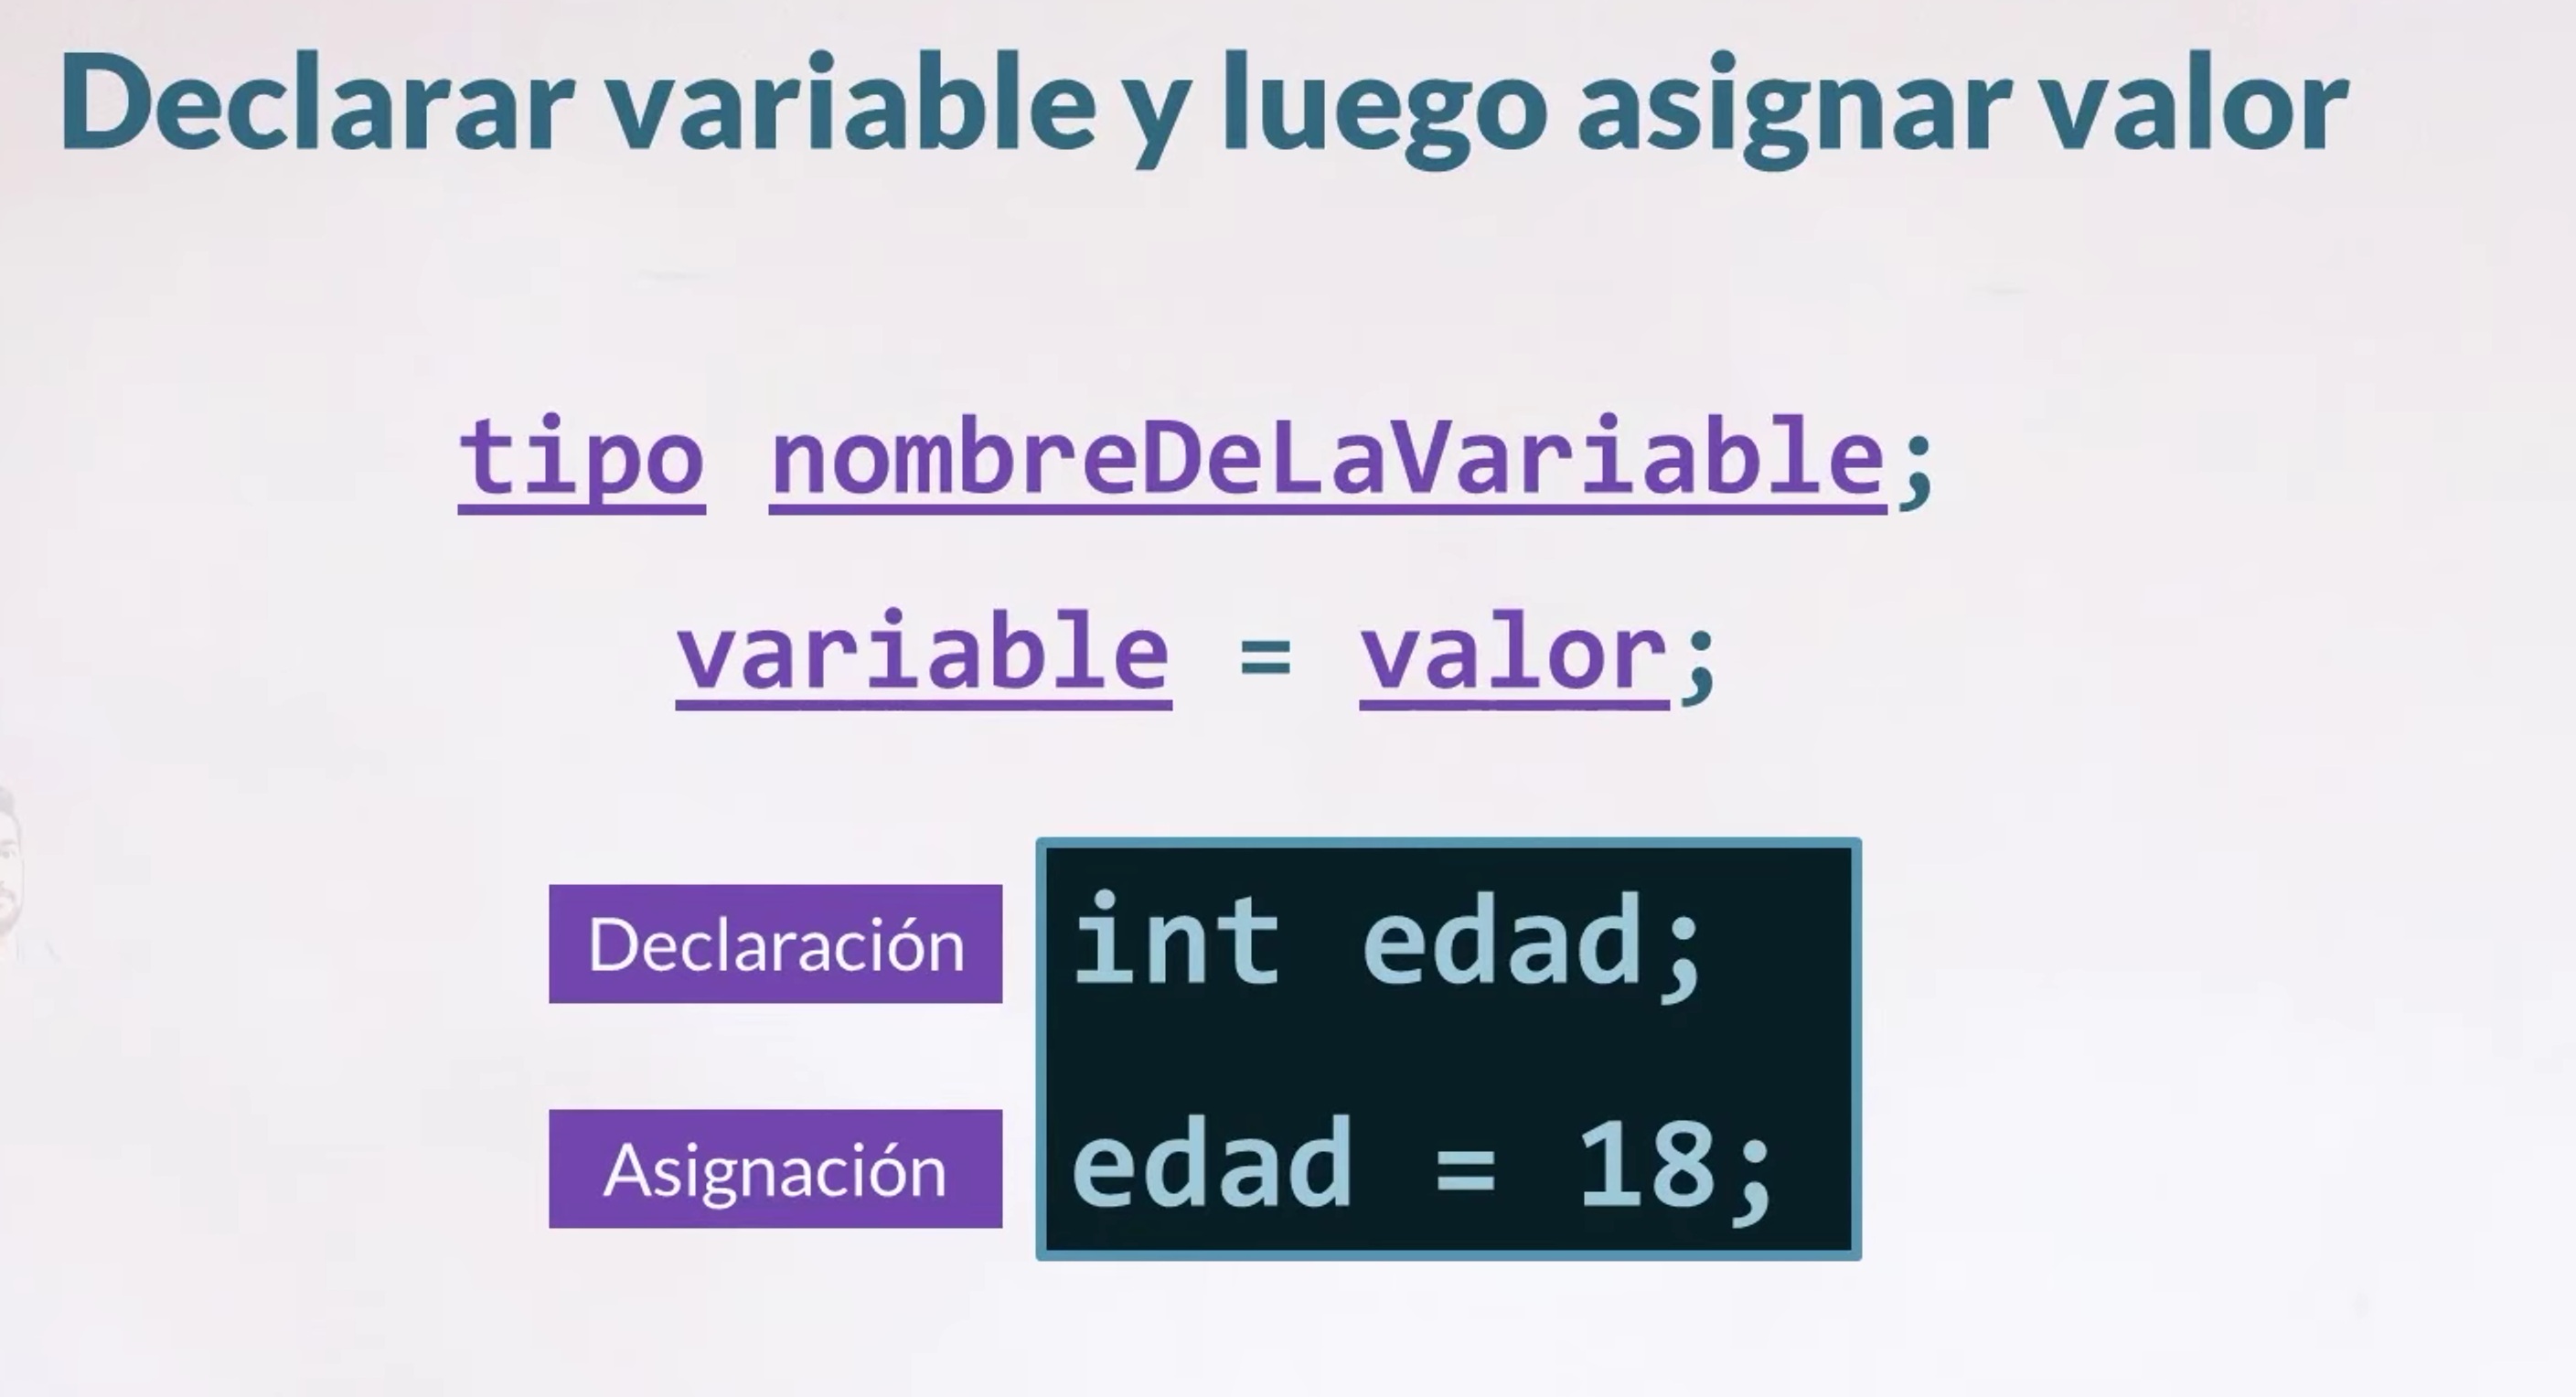 Declarar variable y luego asignar valor
tipo nombreDeLaVariable;
variable = valor;
Declaración
int edad;
Asignación
edad = 18;